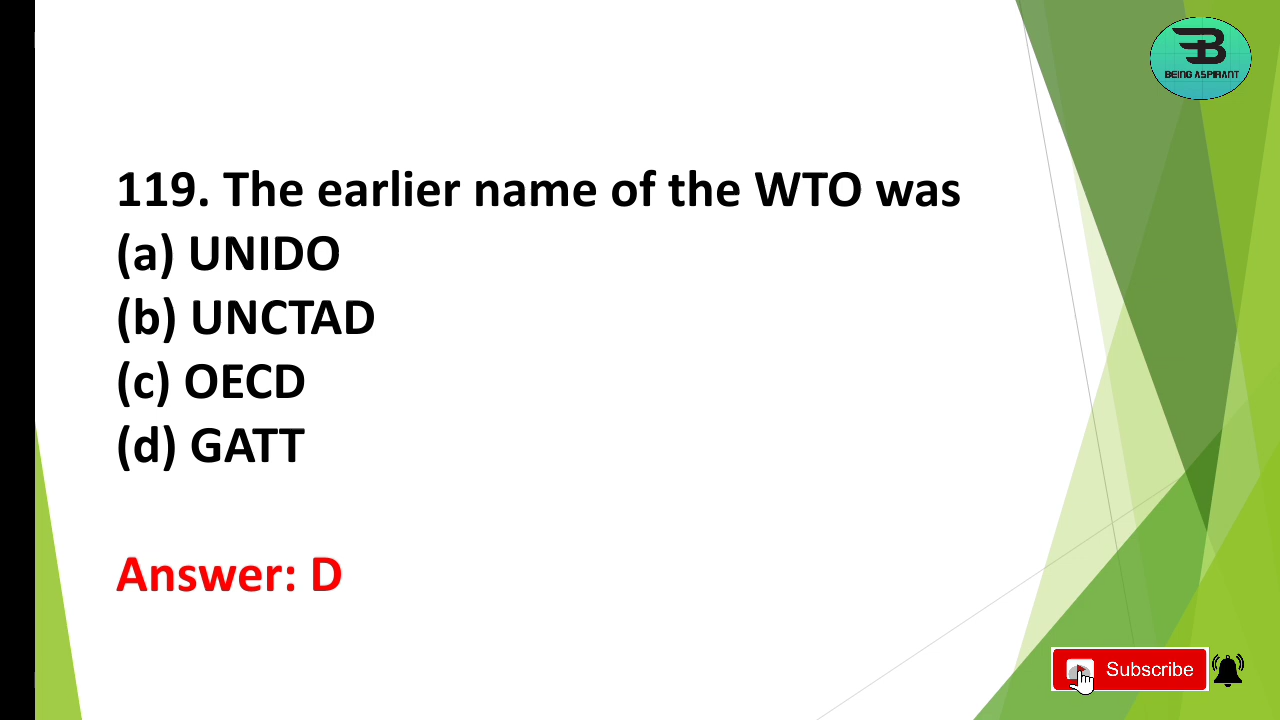 BEING ASPIRANT
119. The earlier name of the WTO was
(a) UNIDO
(b) UNCTAD
(c) OECD
(d) GATT
Answer: D
Subscribe